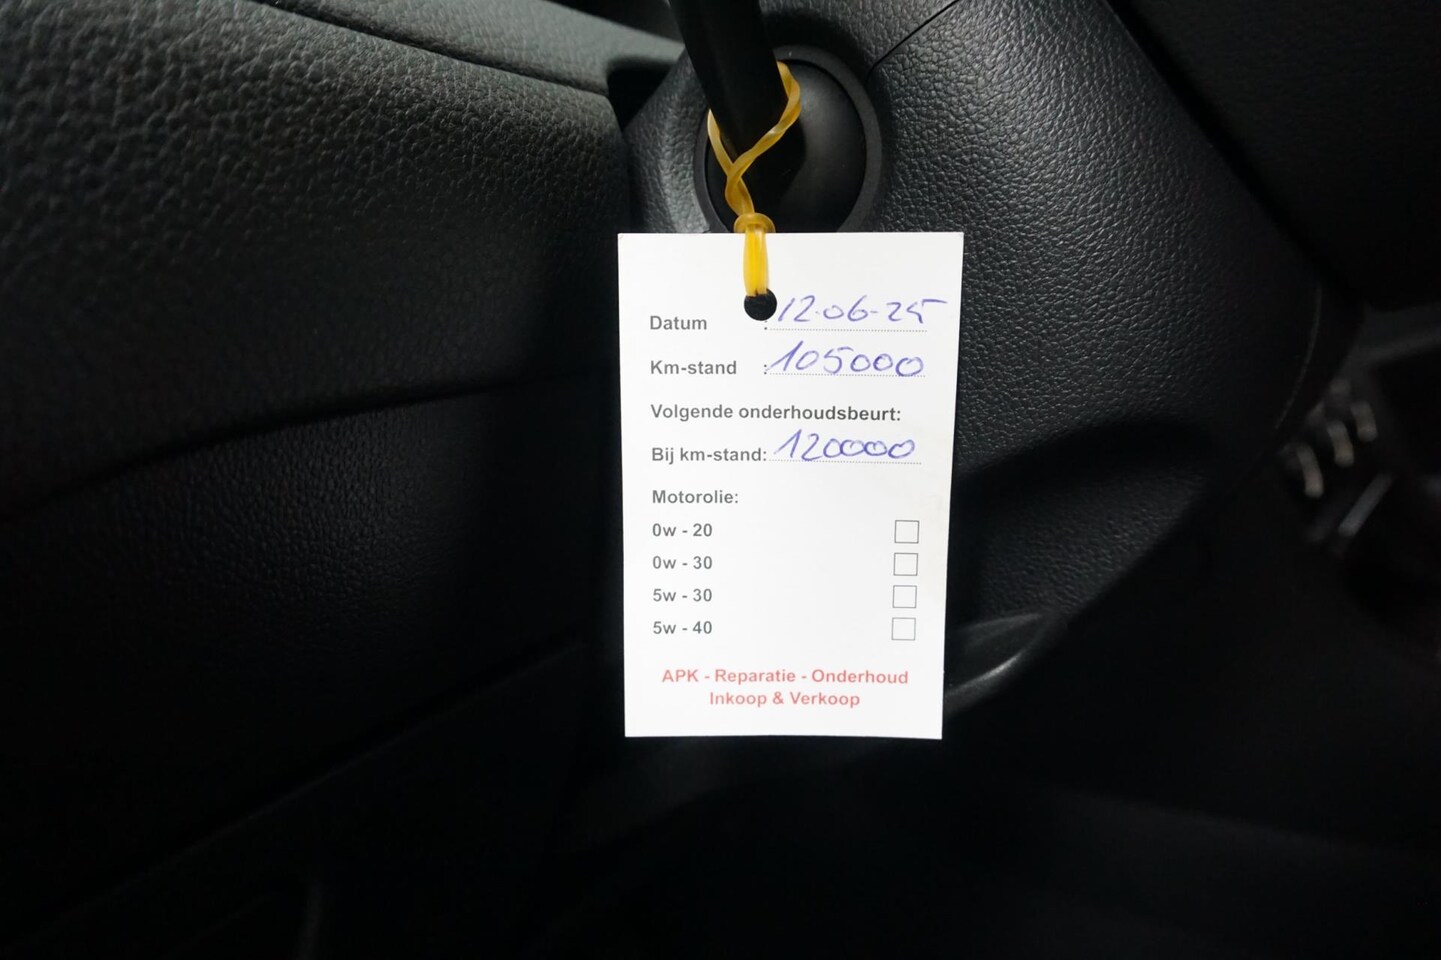 Datum : 12-06-25
Km-stand : 105000
Volgende onderhoudsbeurt:
Bij km-stand: 120000
Motorolie:
0w - 20
0w - 30
5w - 30
5w - 40
APK - Reparatie - Onderhoud
Inkoop & Verkoop